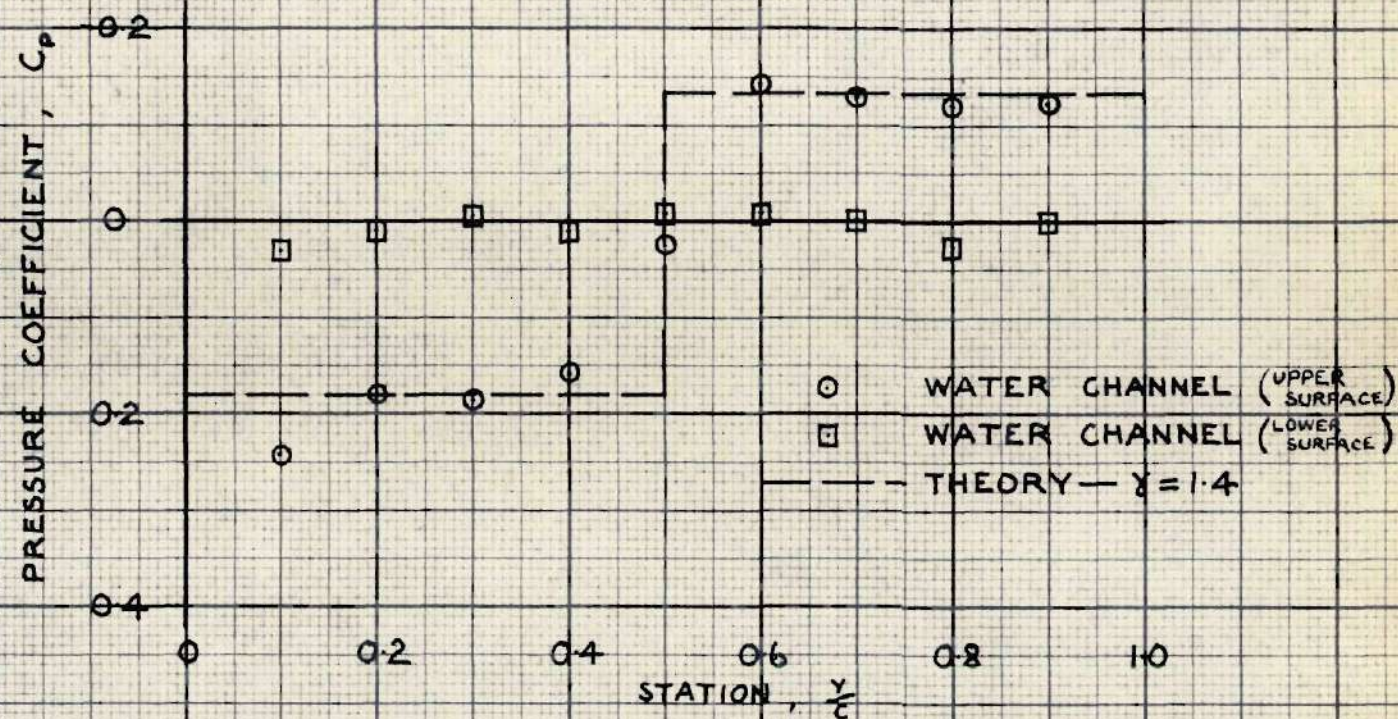 -0·2
PRESSURE COEFFICIENT, Cp
0
0·2
0·4
WATER CHANNEL (UPPER SURFACE)
WATER CHANNEL (LOWER SURFACE)
THEORY — γ = 1·4
0 0·2 0·4 0·6 0·8 1·0
STATION, Y/C